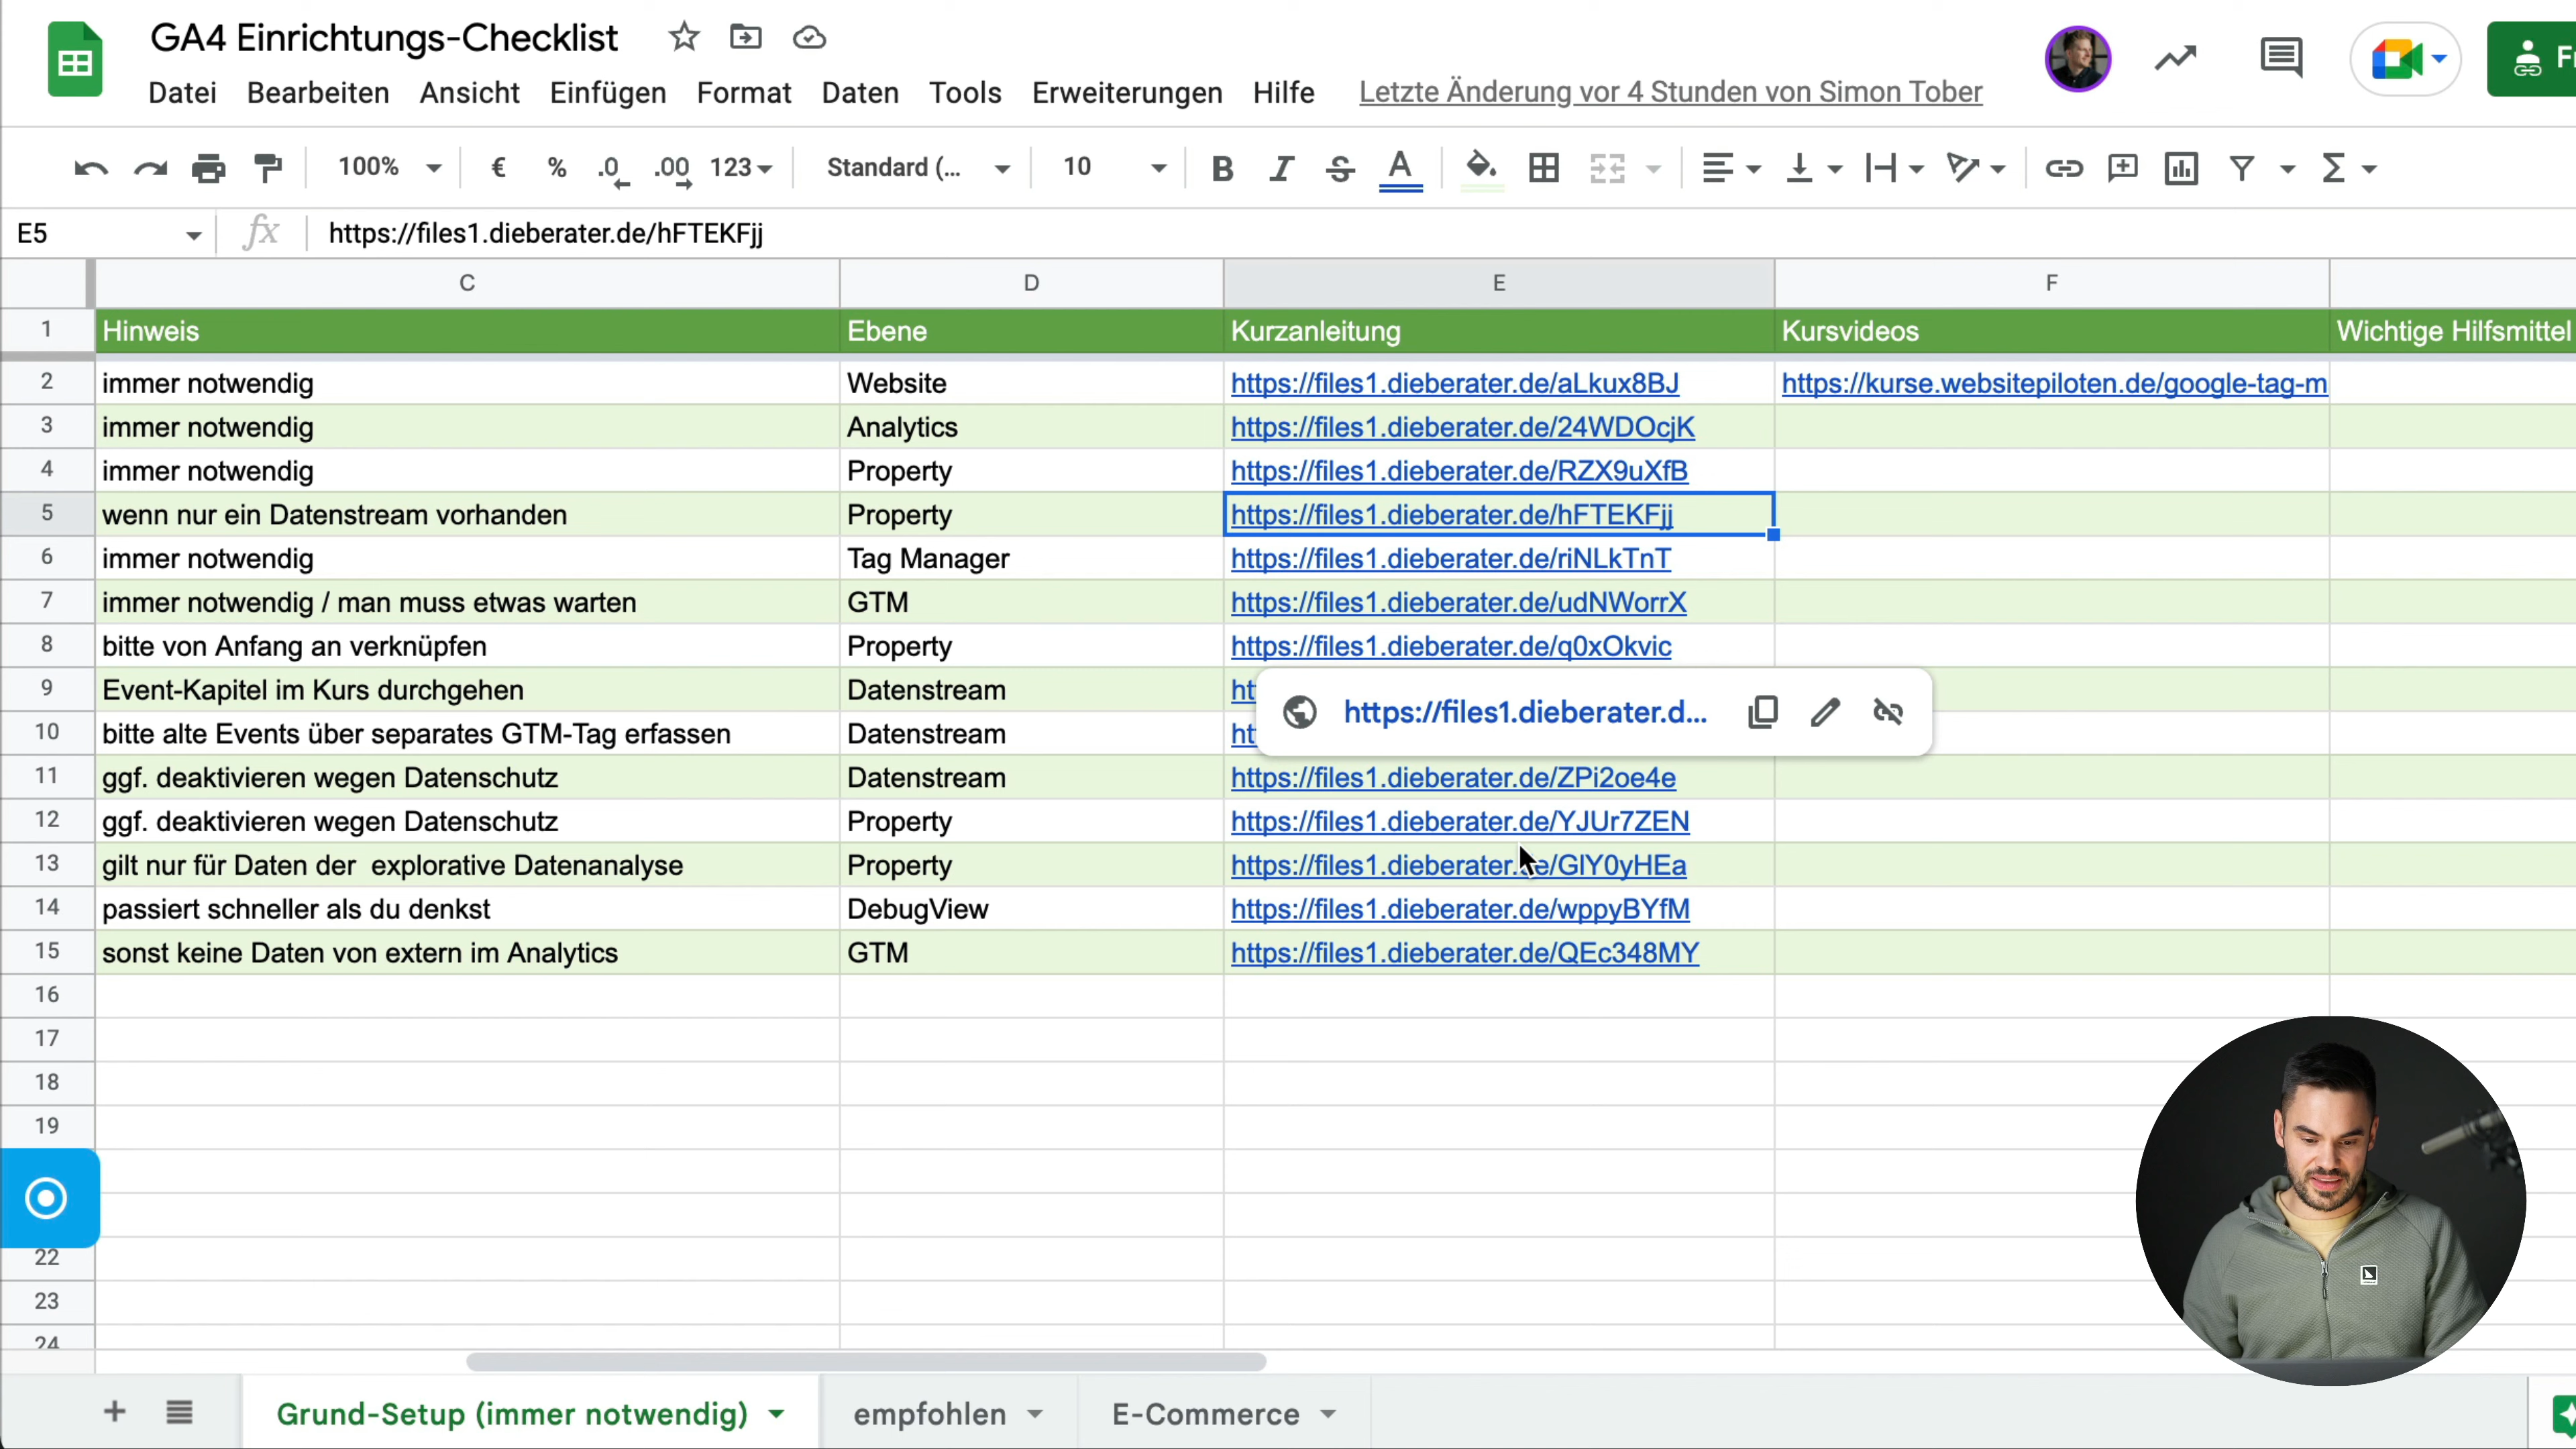 GA4 Einrichtungs-Checklist
Datei Bearbeiten Ansicht Einfügen Format Daten Tools Erweiterungen Hilfe Letzte Änderung vor 4 Stunden von Simon Tober
100% € % .0 .00 123 Standard (... 10 B I S A Σ
E5 fx https://files1.dieberater.de/hFTEKFjj
C D E F
1 Hinweis Ebene Kurzanleitung Kursvideos Wichtige Hilfsmittel
2 immer notwendig Website https://files1.dieberater.de/aLkux8BJ https://kurse.websitepiloten.de/google-tag-m
3 immer notwendig Analytics https://files1.dieberater.de/24WDOcjK
4 immer notwendig Property https://files1.dieberater.de/RZX9uXfB
5 wenn nur ein Datenstream vorhanden Property https://files1.dieberater.de/hFTEKFjj
6 immer notwendig Tag Manager https://files1.dieberater.de/riNLkTnT
7 immer notwendig / man muss etwas warten GTM https://files1.dieberater.de/udNWorrX
8 bitte von Anfang an verknüpfen Property https://files1.dieberater.de/q0xOkvic
9 Event-Kapitel im Kurs durchgehen Datenstream
https://files1.dieberater.d...
10 bitte alte Events über separates GTM-Tag erfassen Datenstream
11 ggf. deaktivieren wegen Datenschutz Datenstream https://files1.dieberater.de/ZPi2oe4e
12 ggf. deaktivieren wegen Datenschutz Property https://files1.dieberater.de/YJUr7ZEN
13 gilt nur für Daten der explorative Datenanalyse Property https://files1.dieberater.de/GlY0yHEa
14 passiert schneller als du denkst DebugView https://files1.dieberater.de/wppyBYfM
15 sonst keine Daten von extern im Analytics GTM https://files1.dieberater.de/QEc348MY
16
17
18
19
22
23
24
Grund-Setup (immer notwendig) empfohlen E-Commerce